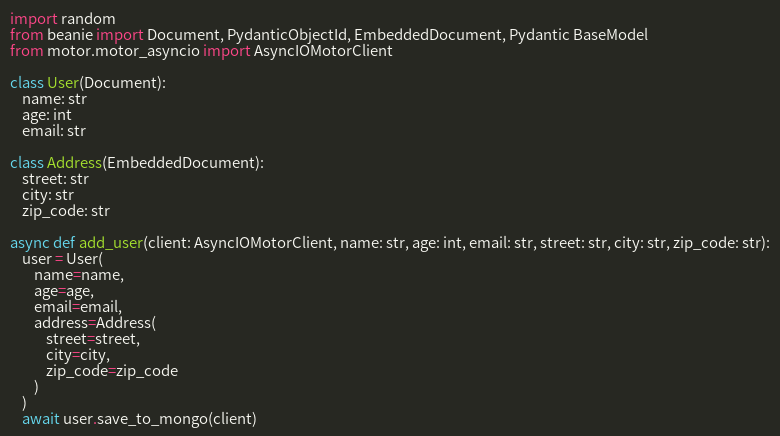 import random
from beanie import Document, PydanticObjectId, EmbeddedDocument, Pydantic BaseModel
from motor.motor_asyncio import AsyncIOMotorClient

class User(Document):
    name: str
    age: int
    email: str

class Address(EmbeddedDocument):
    street: str
    city: str
    zip_code: str

async def add_user(client: AsyncIOMotorClient, name: str, age: int, email: str, street: str, city: str, zip_code: str):
    user = User(
        name=name,
        age=age,
        email=email,
        address=Address(
            street=street,
            city=city,
            zip_code=zip_code
        )
    )
    await user.save_to_mongo(client)